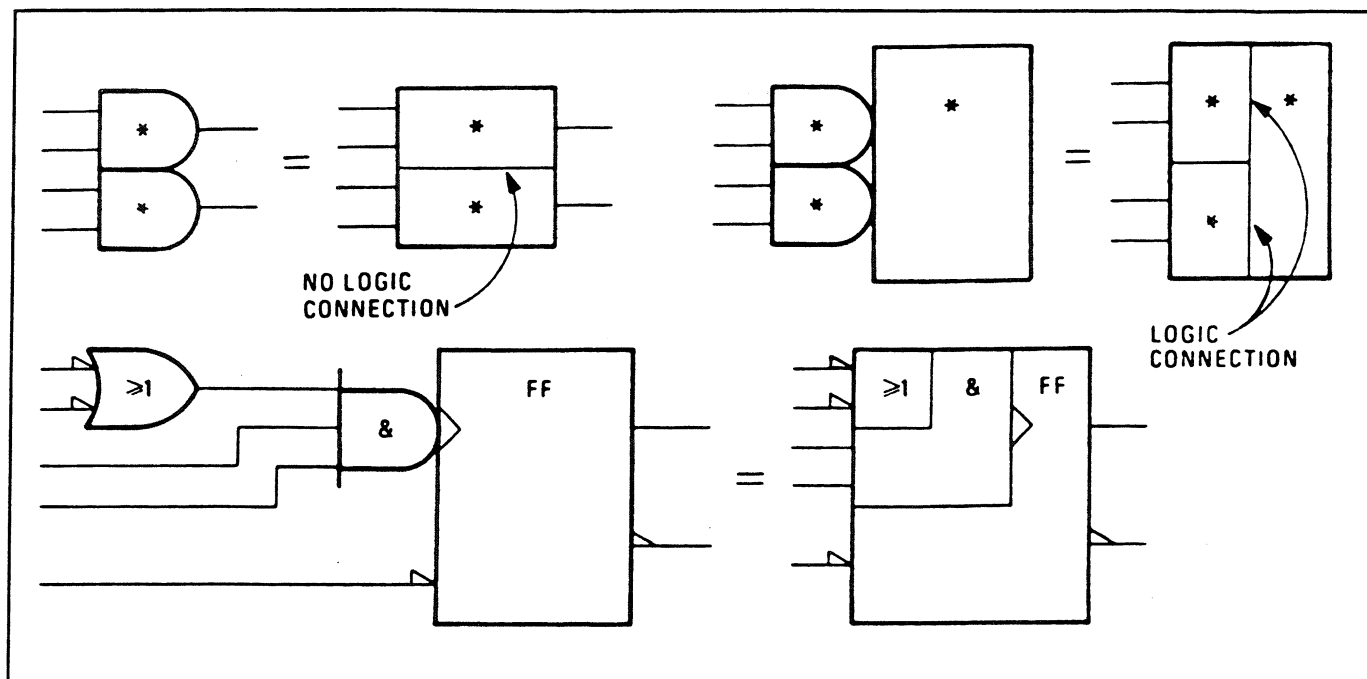 * = *
* *
* * = * *
* * *
NO LOGIC
CONNECTION
LOGIC
CONNECTION
≥1 & FF = ≥1 & FF